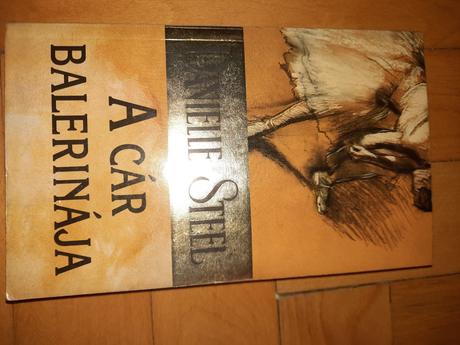 DANIELLE STEEL
A CÁR
BALERINÁJA